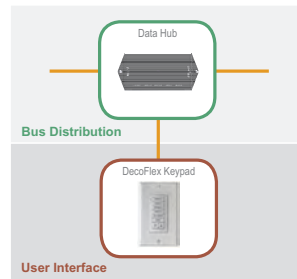 Data Hub
Bus Distribution
DecoFlex Keypad
User Interface